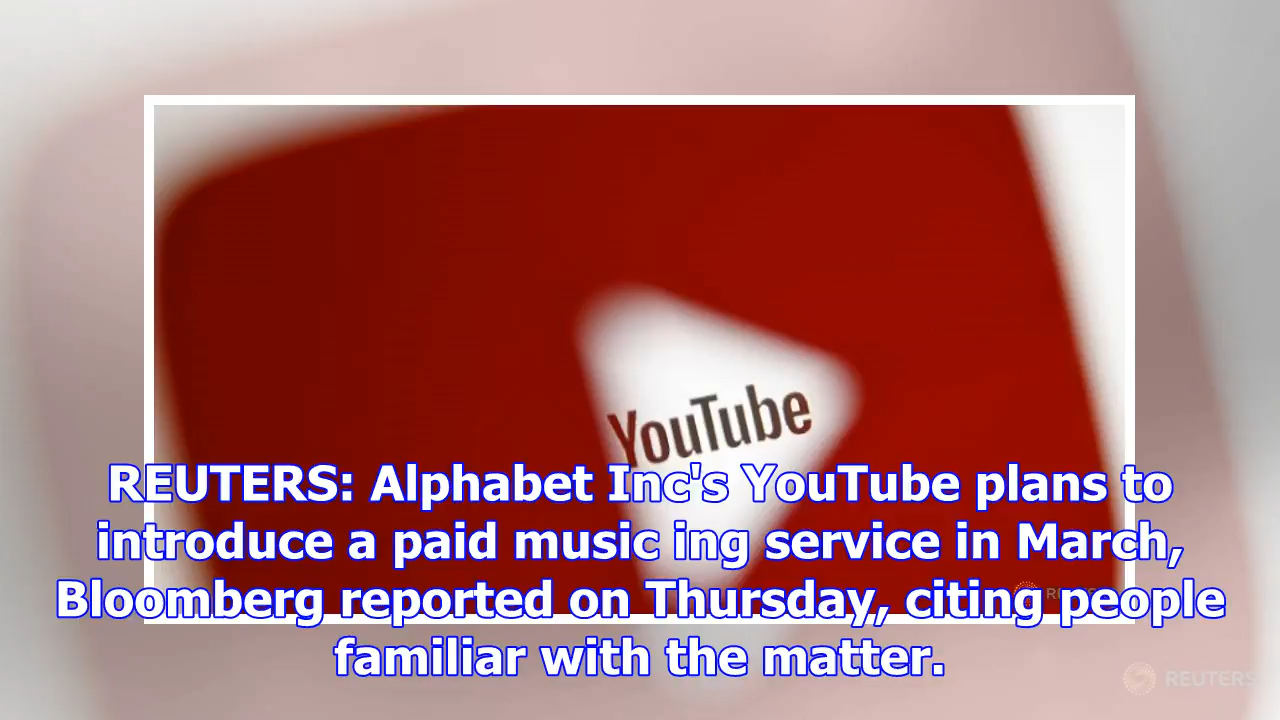 YouTube
REUTERS: Alphabet Inc's YouTube plans to
introduce a paid music ing service in March,
Bloomberg reported on Thursday, citing people
familiar with the matter.
REUTERS